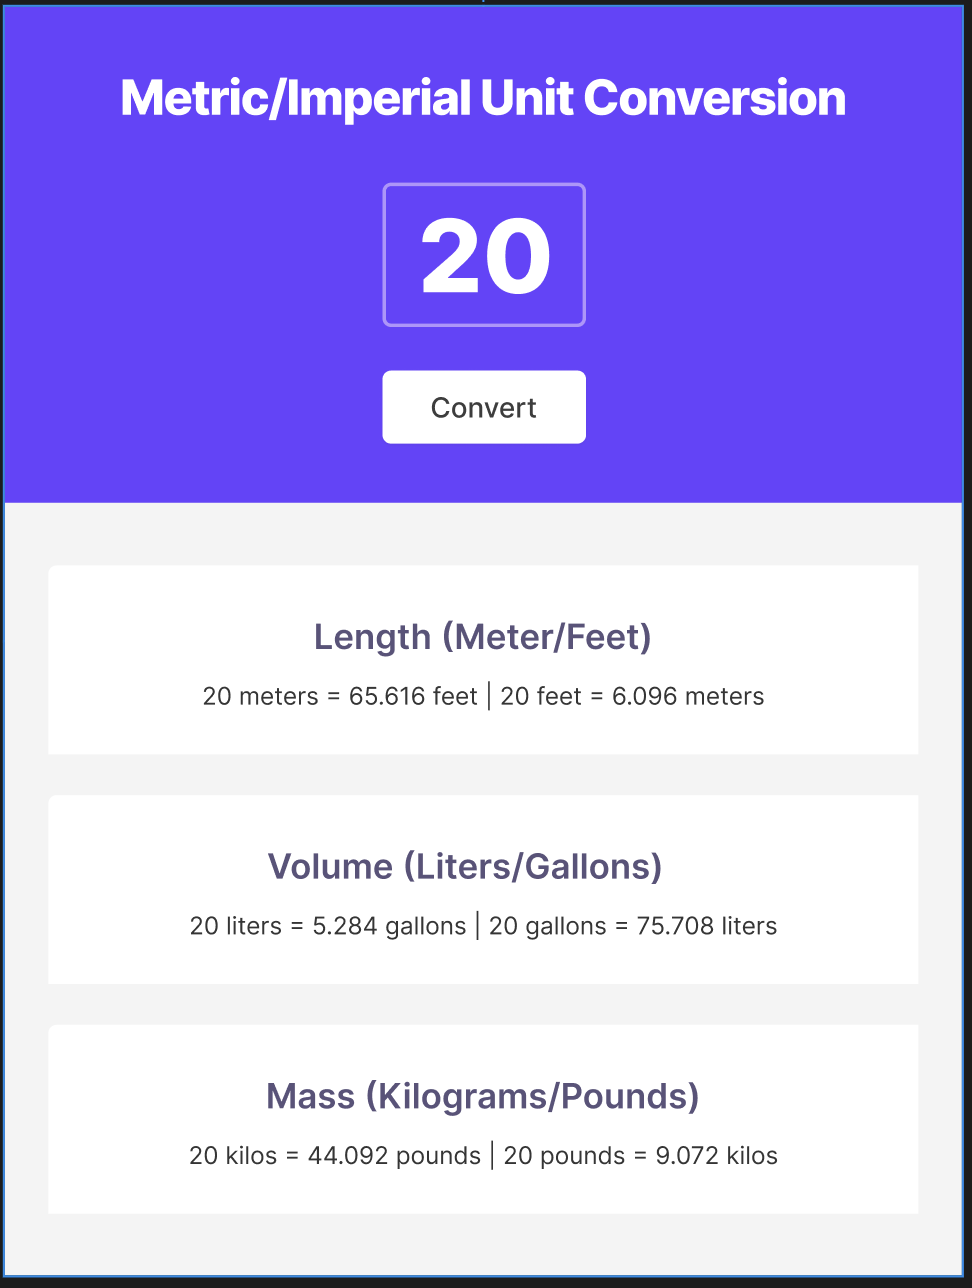 Metric/Imperial Unit Conversion
20
Convert
Length (Meter/Feet)
20 meters = 65.616 feet | 20 feet = 6.096 meters
Volume (Liters/Gallons)
20 liters = 5.284 gallons | 20 gallons = 75.708 liters
Mass (Kilograms/Pounds)
20 kilos = 44.092 pounds | 20 pounds = 9.072 kilos